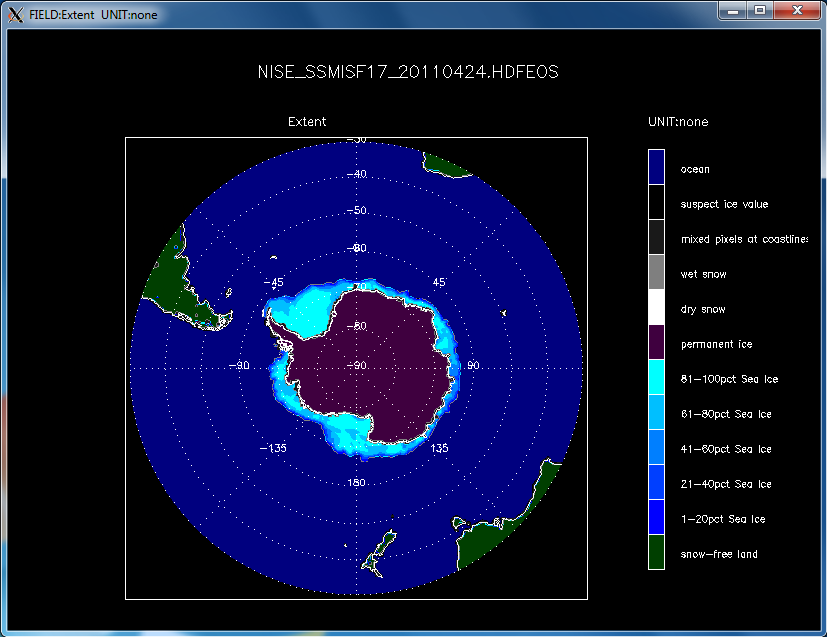 FIELD:Extent UNIT:none
NISE_SSMISF17_20110424.HDFEOS
Extent
UNIT:none
-30
-40
-50
-60
-45
45
-80
-90
-90
90
-135
135
180
ocean
suspect ice value
mixed pixels at coastlines
wet snow
dry snow
permanent ice
81-100pct Sea Ice
61-80pct Sea Ice
41-60pct Sea Ice
21-40pct Sea Ice
1-20pct Sea Ice
snow-free land